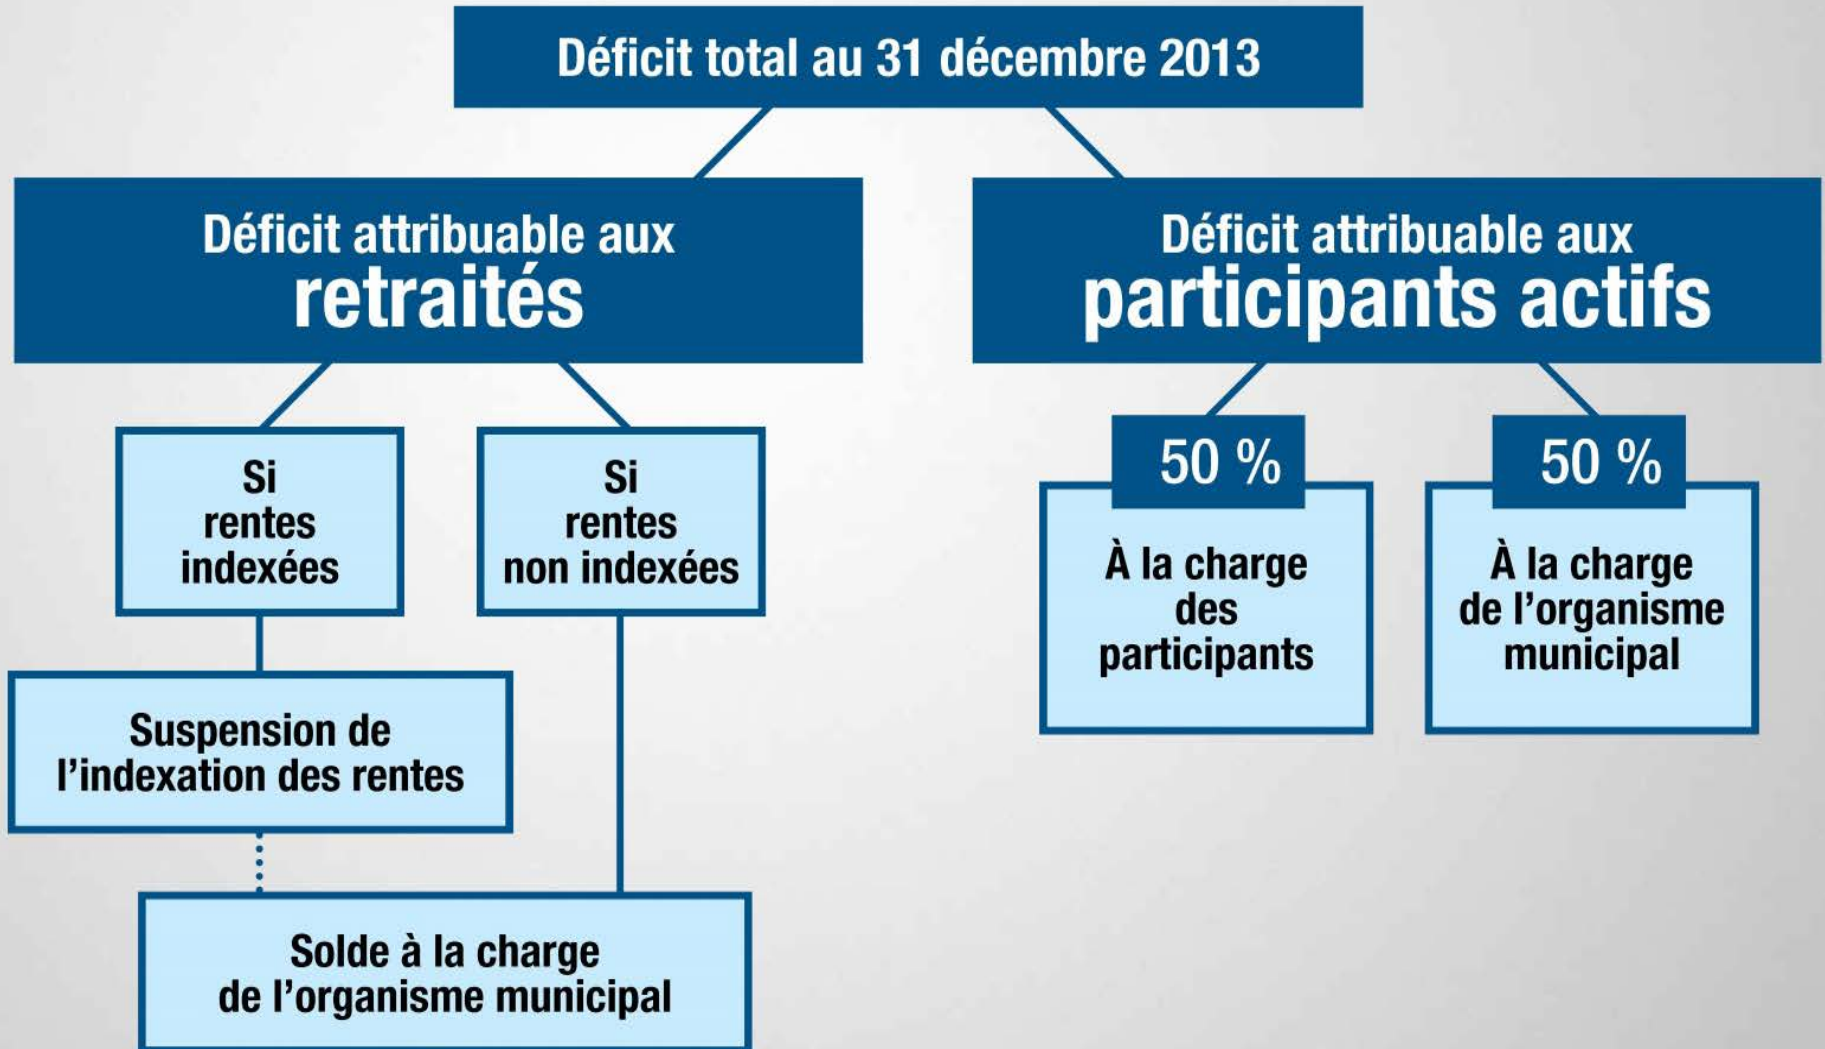 Déficit total au 31 décembre 2013
Déficit attribuable aux
retraités
Déficit attribuable aux
participants actifs
Si
rentes
indexées
Si
rentes
non indexées
50 %
À la charge
des
participants
50 %
À la charge
de l’organisme
municipal
Suspension de
l’indexation des rentes
Solde à la charge
de l’organisme municipal